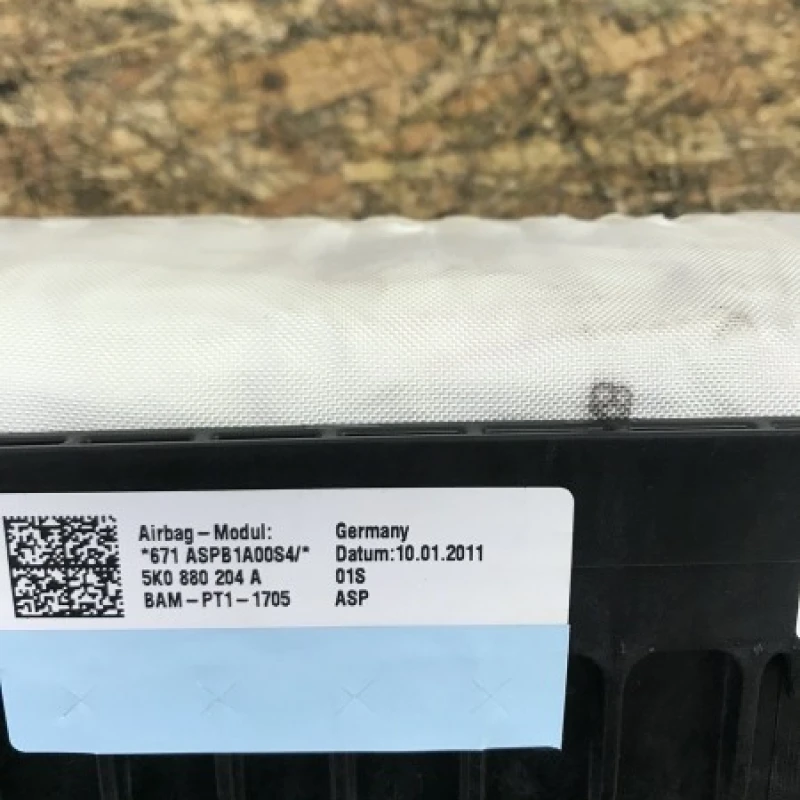 Airbag-Modul: Germany
*671 ASPB1A00S4/* Datum:10.01.2011
5K0 880 204 A 01S
BAM-PT1-1705 ASP